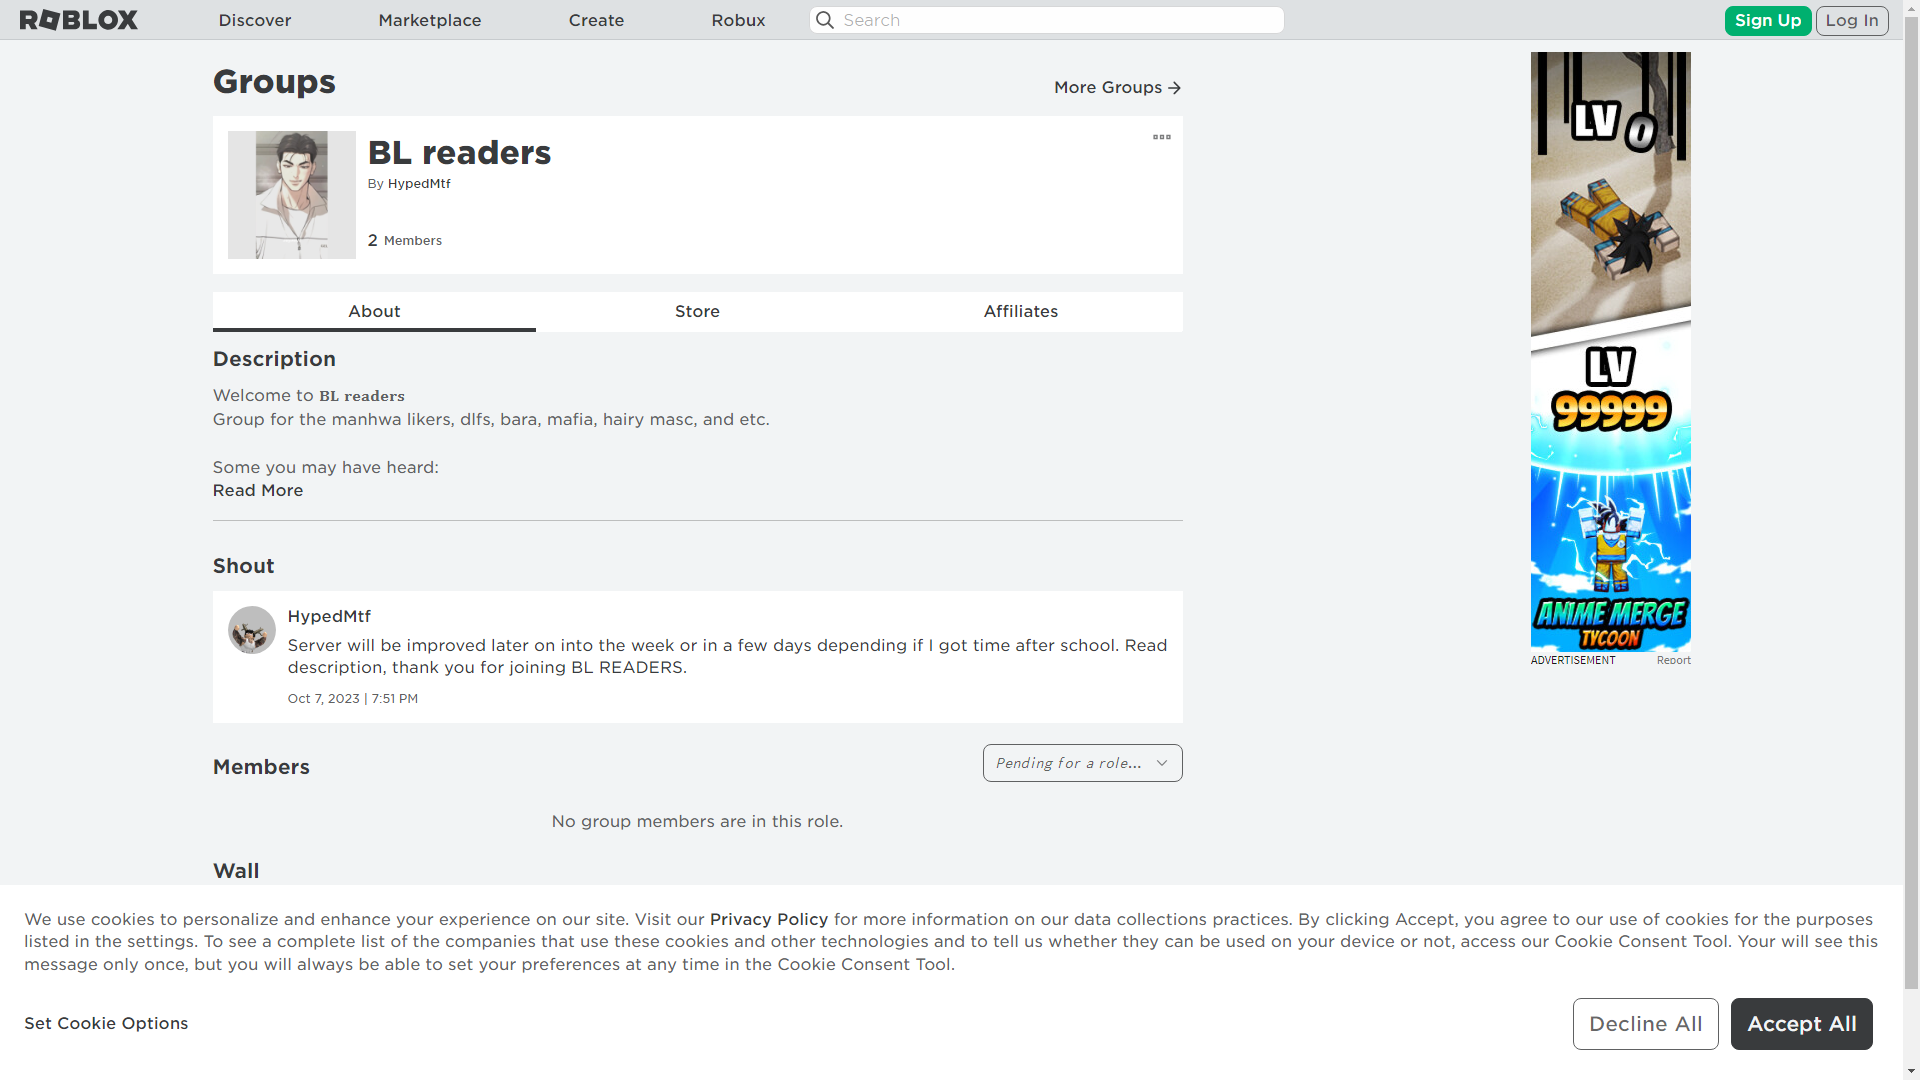 ROBLOX
Discover
Marketplace
Create
Robux
Search
Sign Up
Log In
Groups
More Groups
BL readers
By HypedMtf
2 Members
About
Store
Affiliates
Description
Welcome to BL readers
Group for the manhwa likers, dlfs, bara, mafia, hairy masc, and etc.
Some you may have heard:
Read More
Shout
HypedMtf
Server will be improved later on into the week or in a few days depending if I got time after school. Read
description, thank you for joining BL READERS.
Oct 7, 2023 | 7:51 PM
Members
Pending for a role...
No group members are in this role.
Wall
LV 0
LV
99999
ANIME MERGE
TYCOON
ADVERTISEMENT
Report
We use cookies to personalize and enhance your experience on our site. Visit our Privacy Policy for more information on our data collections practices. By clicking Accept, you agree to our use of cookies for the purposes
listed in the settings. To see a complete list of the companies that use these cookies and other technologies and to tell us whether they can be used on your device or not, access our Cookie Consent Tool. Your will see this
message only once, but you will always be able to set your preferences at any time in the Cookie Consent Tool.
Set Cookie Options
Decline All
Accept All